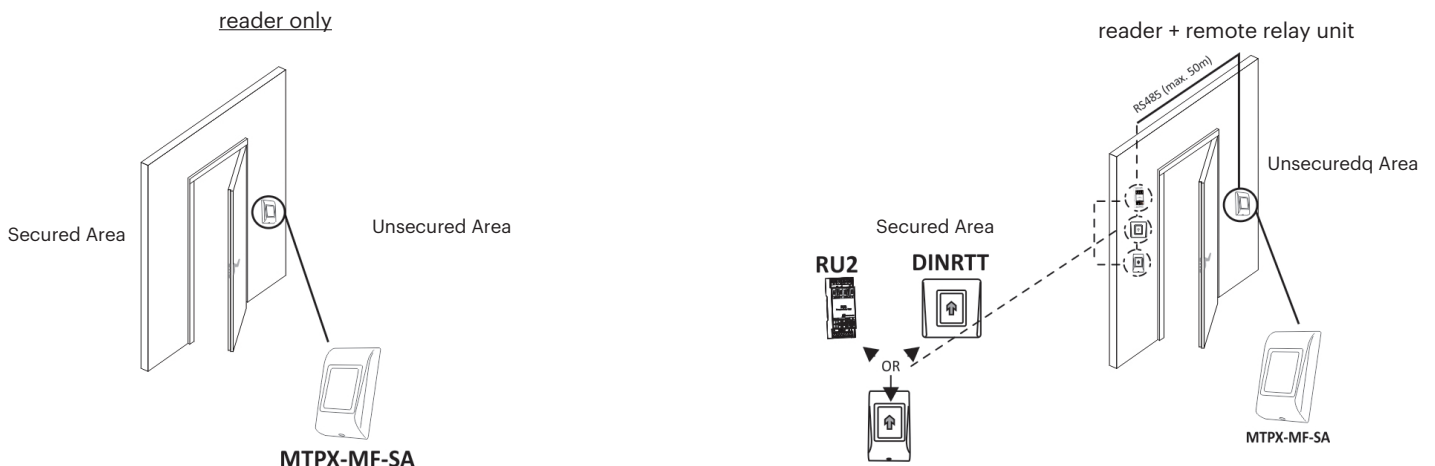 reader only
Secured Area
Unsecured Area
MTPX-MF-SA
reader + remote relay unit
RS485 (max. 50m)
Unsecuredq Area
Secured Area
RU2
DINRTT
OR
MTPX-MF-SA